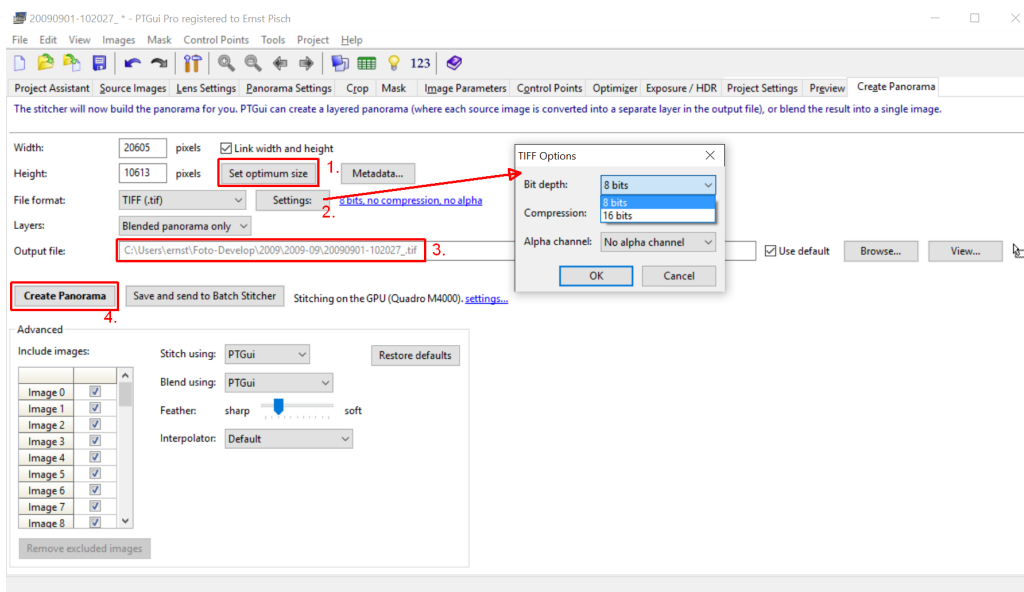 20090901-102027_ * - PTGui Pro registered to Ernst Pisch
File Edit View Images Mask Control Points Tools Project Help
123
Project Assistant Source Images Lens Settings Panorama Settings Crop Mask Image Parameters Control Points Optimizer Exposure / HDR Project Settings Preview Create Panorama
The stitcher will now build the panorama for you. PTGui can create a layered panorama (where each source image is converted into a separate layer in the output file), or blend the result into a single image.
Width: 20605 pixels Link width and height
Height: 10613 pixels Set optimum size 1. Metadata...
File format: TIFF (.tif) Settings: 2. 8 bits, no compression, no alpha
Layers: Blended panorama only
Output file: C:\Users\ernst\Foto-Develop\2009\2009-09\20090901-102027_.tif 3. Use default Browse... View...
TIFF Options
Bit depth: 8 bits
8 bits
16 bits
Compression:
Alpha channel: No alpha channel
OK Cancel
Create Panorama 4. Save and send to Batch Stitcher Stitching on the GPU (Quadro M4000). settings...
Advanced
Include images:
Image 0
Image 1
Image 2
Image 3
Image 4
Image 5
Image 6
Image 7
Image 8
Remove excluded images
Stitch using: PTGui Restore defaults
Blend using: PTGui
Feather: sharp soft
Interpolator: Default